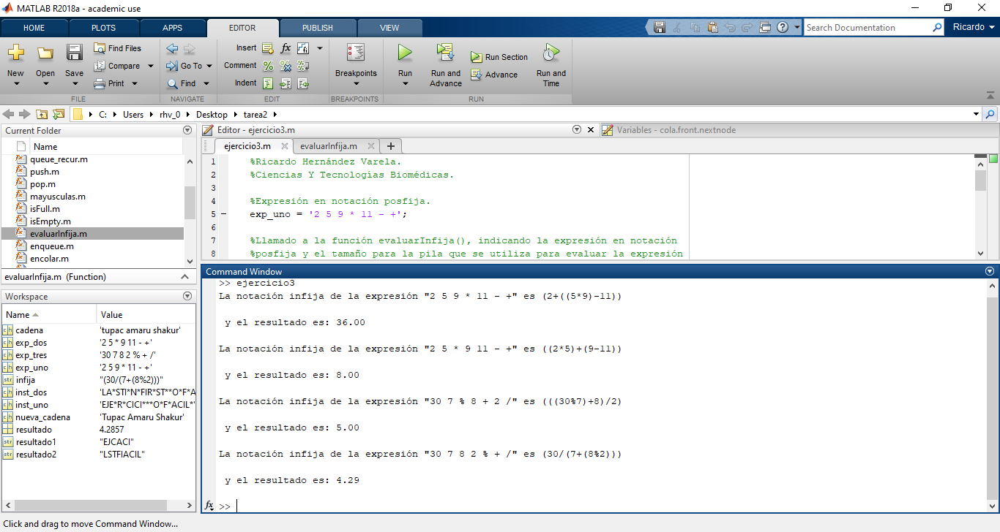 MATLAB R2018a - academic use
HOME PLOTS APPS EDITOR PUBLISH VIEW
Search Documentation
Ricardo
New Open Save
Find Files
Compare
Print
FILE
Go To
Find
NAVIGATE
Insert fx
Comment
Indent
EDIT
Breakpoints
BREAKPOINTS
Run
Run and Advance
Run Section
Advance
Run and Time
RUN
C: Users rhv_0 Desktop tarea2
Current Folder
Name
queue_recur.m
push.m
pop.m
mayusculas.m
isFull.m
isEmpty.m
evaluarInfija.m
enqueue.m
encolar.m
evaluarInfija.m (Function)
Workspace
Name Value
cadena 'tupac amaru shakur'
exp_dos '2 5 * 9 11 - +'
exp_tres '30 7 8 2 % + /'
exp_uno '2 5 9 * 11 - +'
infija "(30/(7+(8%2)))"
inst_dos 'LA*STI*N*FIR*ST**O*F*A
inst_uno 'EJE*R*CICI***O*F*ACIL*'
nueva_cadena 'Tupac Amaru Shakur'
resultado 4.2857
resultado1 "EJCACI"
resultado2 "LSTFIACIL"
Editor - ejercicio3.m
Variables - cola.front.nextnode
ejercicio3.m evaluarInfija.m +
1 %Ricardo Hernández Varela.
2 %Ciencias Y Tecnologías Biomédicas.
3
4 %Expresión en notación posfija.
5 exp_uno = '2 5 9 * 11 - +';
6
7 %Llamado a la función evaluarInfija(), indicando la expresión en notación
8 %posfija y el tamaño para la pila que se utiliza para evaluar la expresión
Command Window
>> ejercicio3
La notación infija de la expresión "2 5 9 * 11 - +" es (2+((5*9)-11))
y el resultado es: 36.00
La notación infija de la expresión "2 5 * 9 11 - +" es ((2*5)+(9-11))
y el resultado es: 8.00
La notación infija de la expresión "30 7 % 8 + 2 /" es (((30%7)+8)/2)
y el resultado es: 5.00
La notación infija de la expresión "30 7 8 2 % + /" es (30/(7+(8%2)))
y el resultado es: 4.29
fx >>
Click and drag to move Command Window...